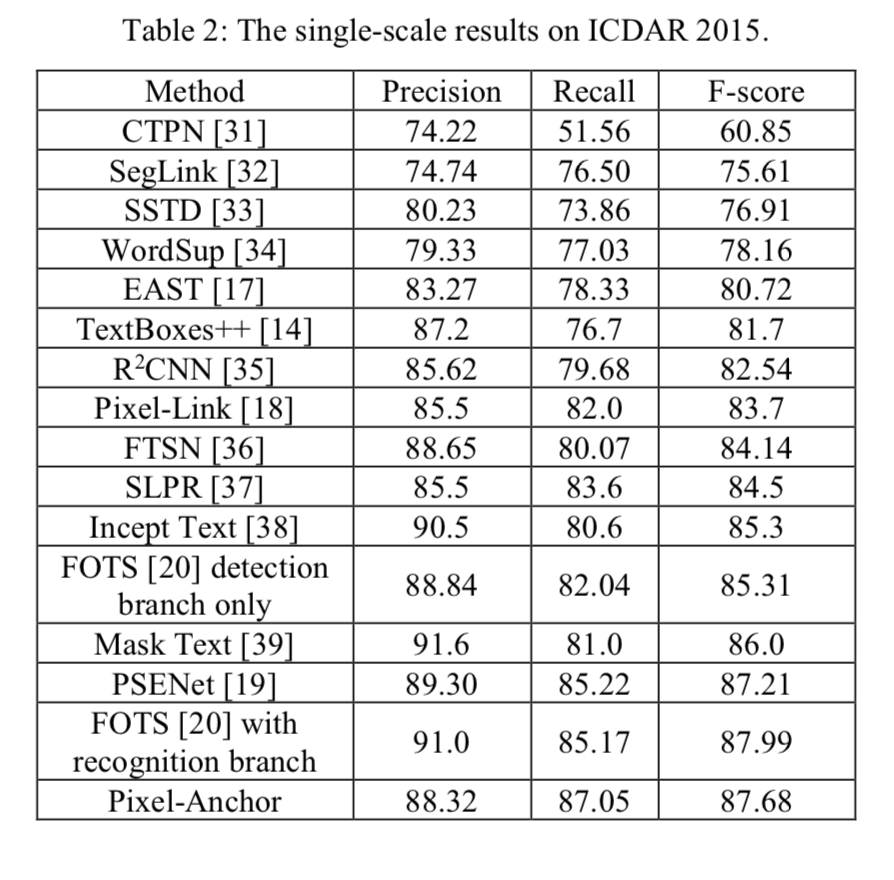 Table 2: The single-scale results on ICDAR 2015.
Method Precision Recall F-score
CTPN [31] 74.22 51.56 60.85
SegLink [32] 74.74 76.50 75.61
SSTD [33] 80.23 73.86 76.91
WordSup [34] 79.33 77.03 78.16
EAST [17] 83.27 78.33 80.72
TextBoxes++ [14] 87.2 76.7 81.7
R²CNN [35] 85.62 79.68 82.54
Pixel-Link [18] 85.5 82.0 83.7
FTSN [36] 88.65 80.07 84.14
SLPR [37] 85.5 83.6 84.5
Incept Text [38] 90.5 80.6 85.3
FOTS [20] detection
branch only 88.84 82.04 85.31
Mask Text [39] 91.6 81.0 86.0
PSENet [19] 89.30 85.22 87.21
FOTS [20] with
recognition branch 91.0 85.17 87.99
Pixel-Anchor 88.32 87.05 87.68